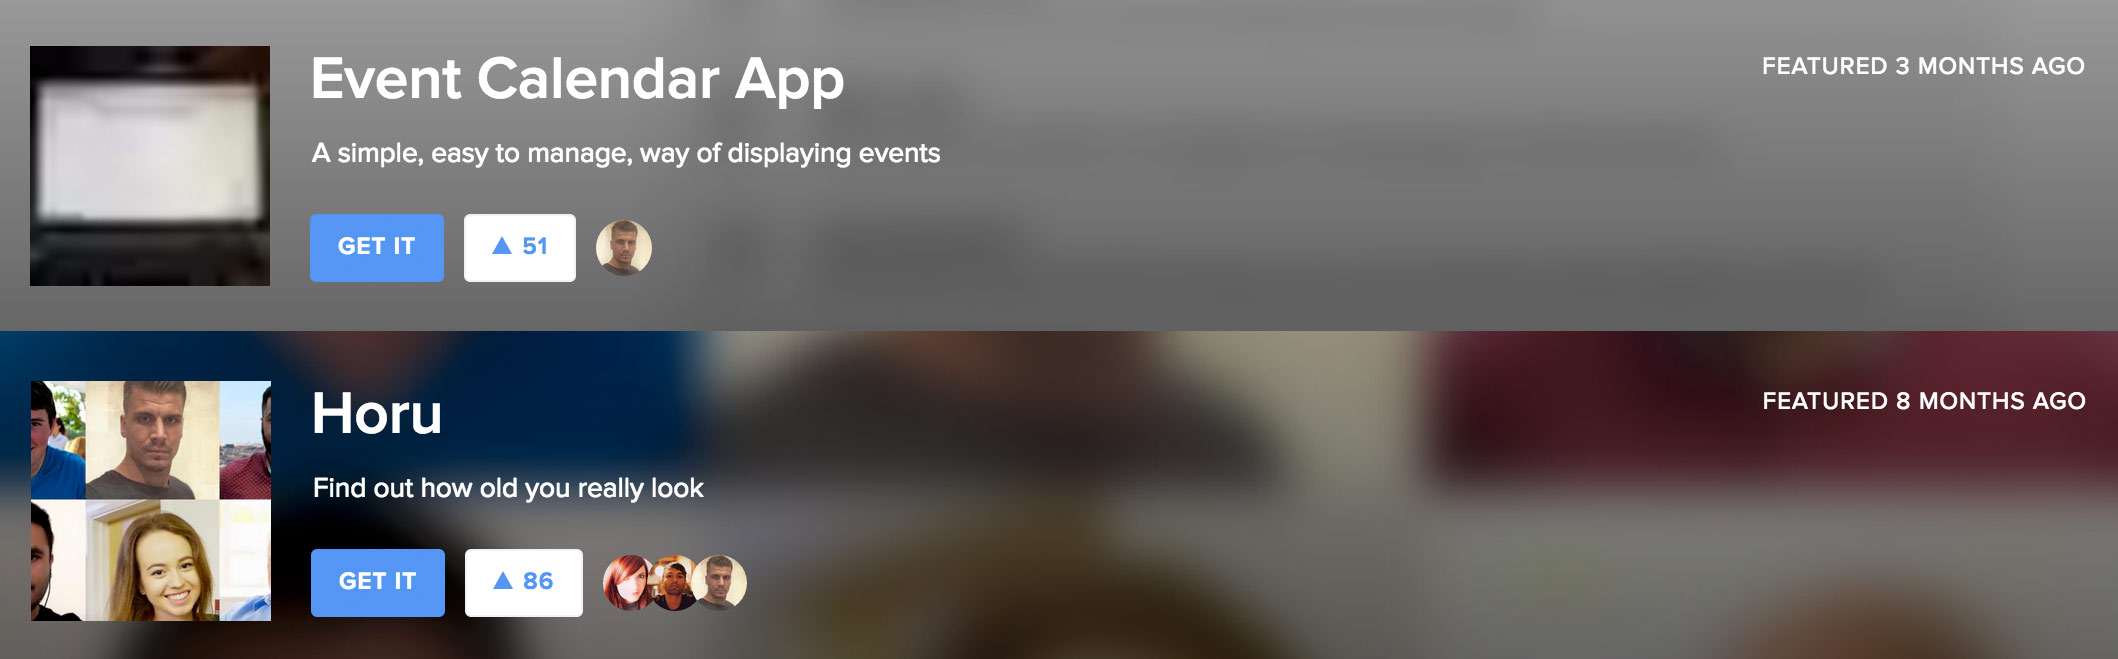 Event Calendar App
FEATURED 3 MONTHS AGO
A simple, easy to manage, way of displaying events
GET IT
▲ 51
Horu
FEATURED 8 MONTHS AGO
Find out how old you really look
GET IT
▲ 86